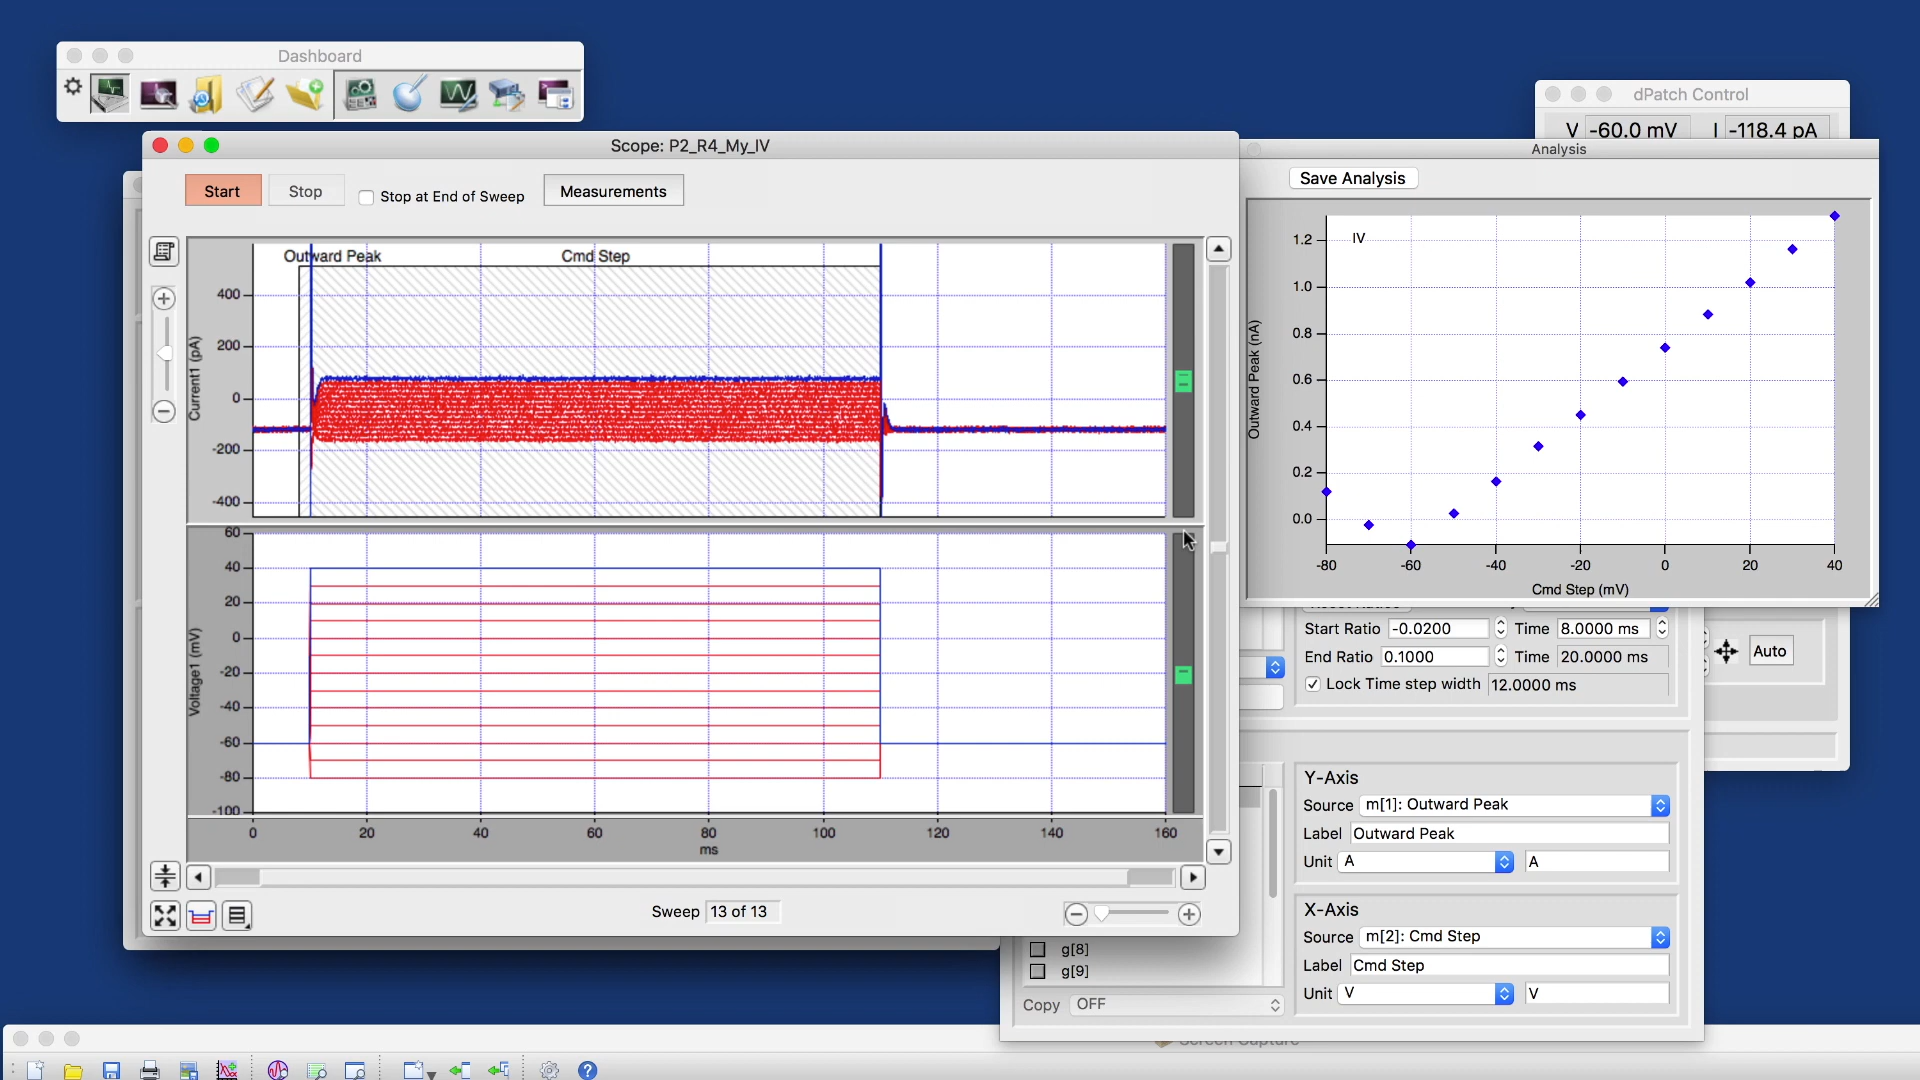 Dashboard
dPatch Control
V -60.0 mV I -118.4 pA
Scope: P2_R4_My_IV
Analysis
Start Stop Stop at End of Sweep Measurements
Save Analysis
Outward Peak Cmd Step
400
200
0
-200
-400
Current1 (pA)
60
40
20
0
-20
-40
-60
-80
-100
Voltage1 (mV)
0 20 40 60 80 100 120 140 160
ms
Sweep 13 of 13
IV
1.2
1.0
0.8
0.6
0.4
0.2
0.0
Outward Peak (nA)
-80 -60 -40 -20 0 20 40
Cmd Step (mV)
Start Ratio -0.0200 Time 8.0000 ms
End Ratio 0.1000 Time 20.0000 ms
Lock Time step width 12.0000 ms
Auto
Y-Axis
Source m[1]: Outward Peak
Label Outward Peak
Unit A A
X-Axis
Source m[2]: Cmd Step
Label Cmd Step
Unit V V
g[8]
g[9]
Copy OFF
Screen Capture